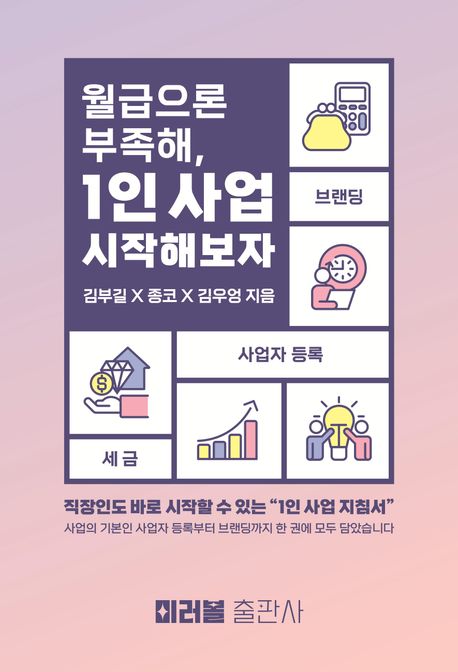 월급으론
부족해,
1인 사업
시작해보자
김부길 X 종코 X 김우엉 지음
브랜딩
사업자 등록
$
세금
직장인도 바로 시작할 수 있는 “1인 사업 지침서”
사업의 기본인 사업자 등록부터 브랜딩까지 한 권에 모두 담았습니다
미러볼 출판사